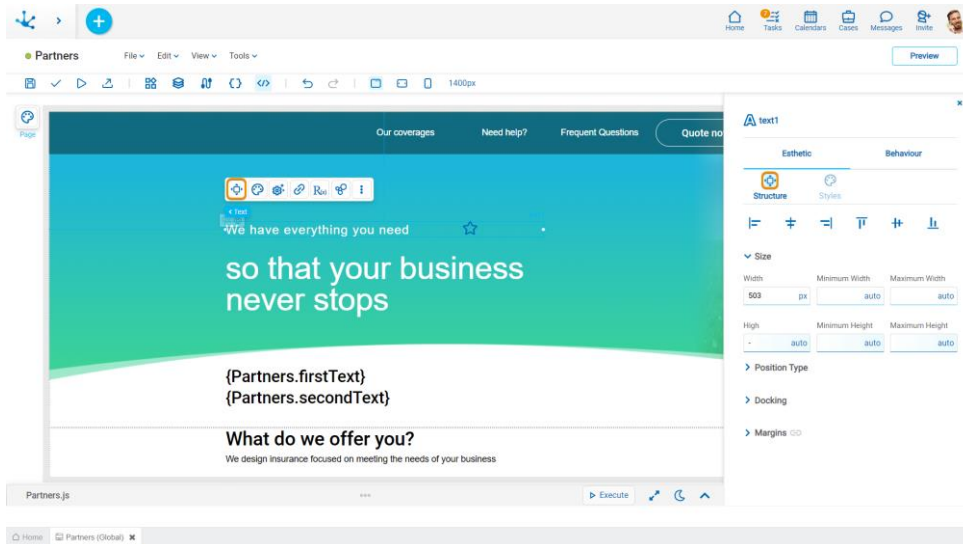 Home Tasks Calendars Cases Messages Invite
Partners File Edit View Tools Preview
1400px
Page
Our coverages Need help? Frequent Questions Quote no
text1
Esthetic Behaviour
Structure Styles
< Text
We have everything you need
so that your business
never stops
Size
Width Minimum Width Maximum Width
503 px auto auto
High Minimum Height Maximum Height
- auto auto auto
Position Type
Docking
Margins
{Partners.firstText}
{Partners.secondText}
What do we offer you?
We design insurance focused on meeting the needs of your business
Partners.js Execute
Home Partners (Global)